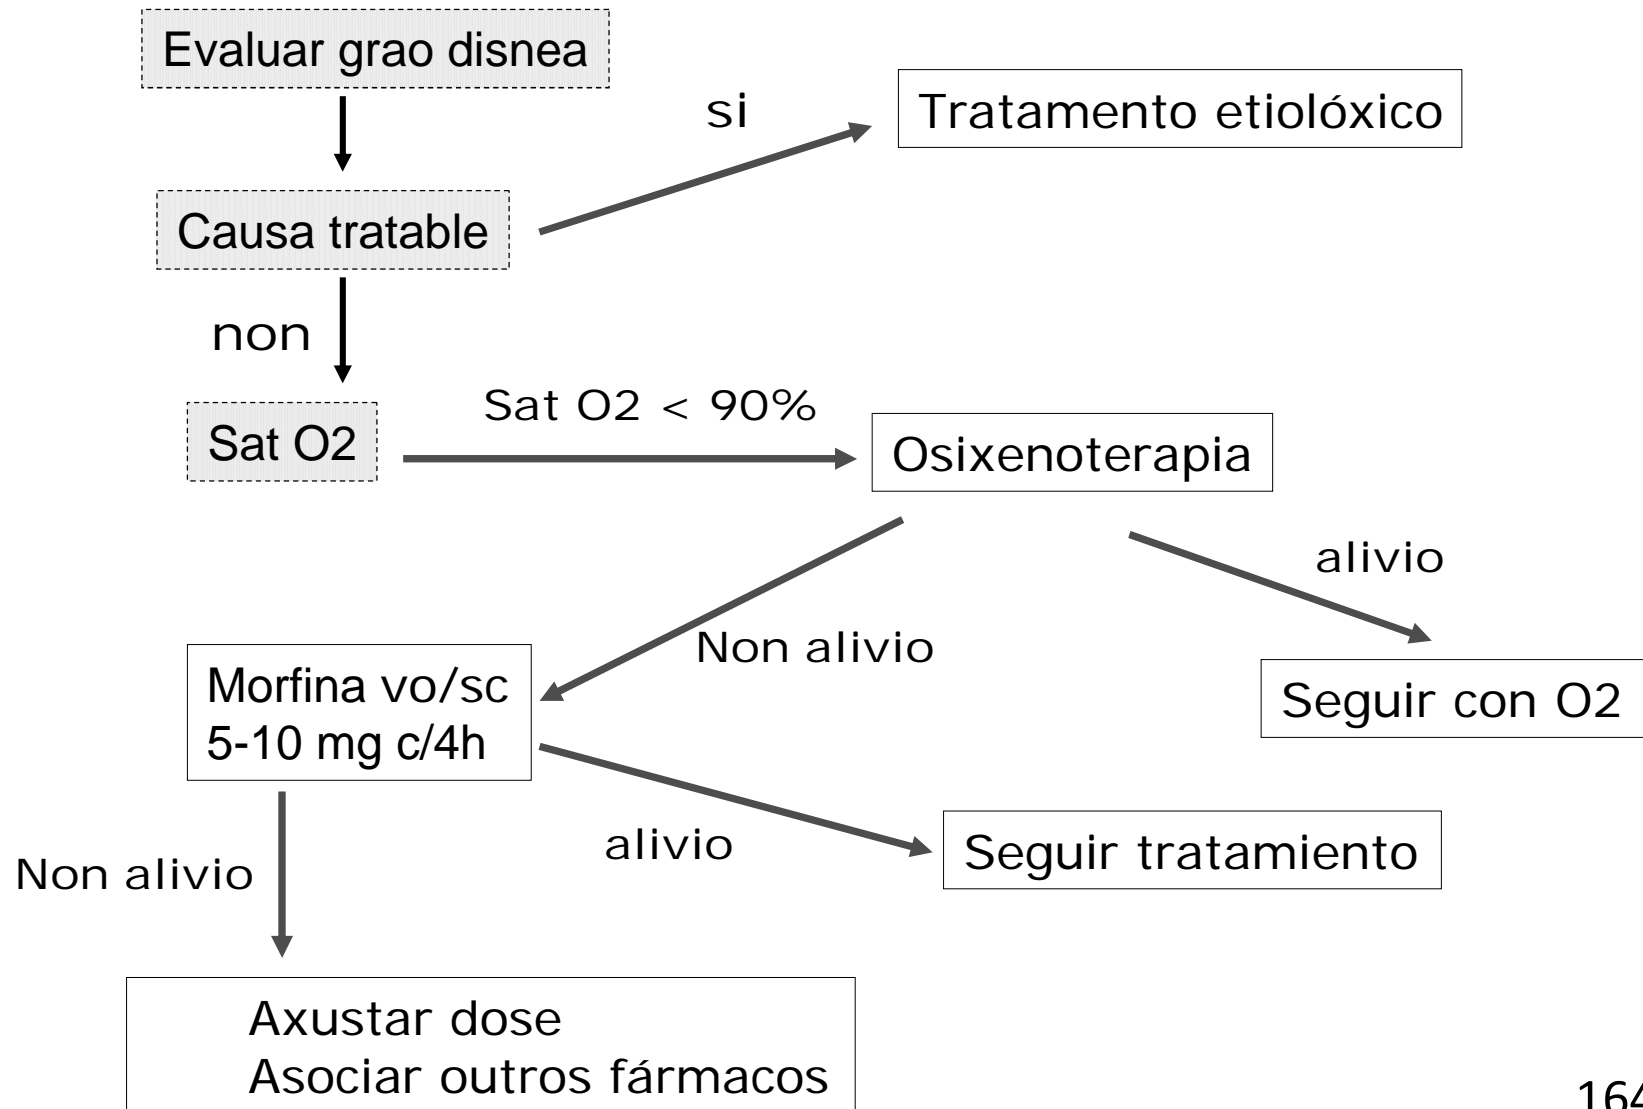 Evaluar grao disnea
si
Tratamento etiolóxico
Causa tratable
non
Sat O2 < 90%
Sat O2
Osixenoterapia
alivio
Non alivio
Morfina vo/sc
5-10 mg c/4h
Seguir con O2
alivio
Seguir tratamiento
Non alivio
Axustar dose
Asociar outros fármacos
164